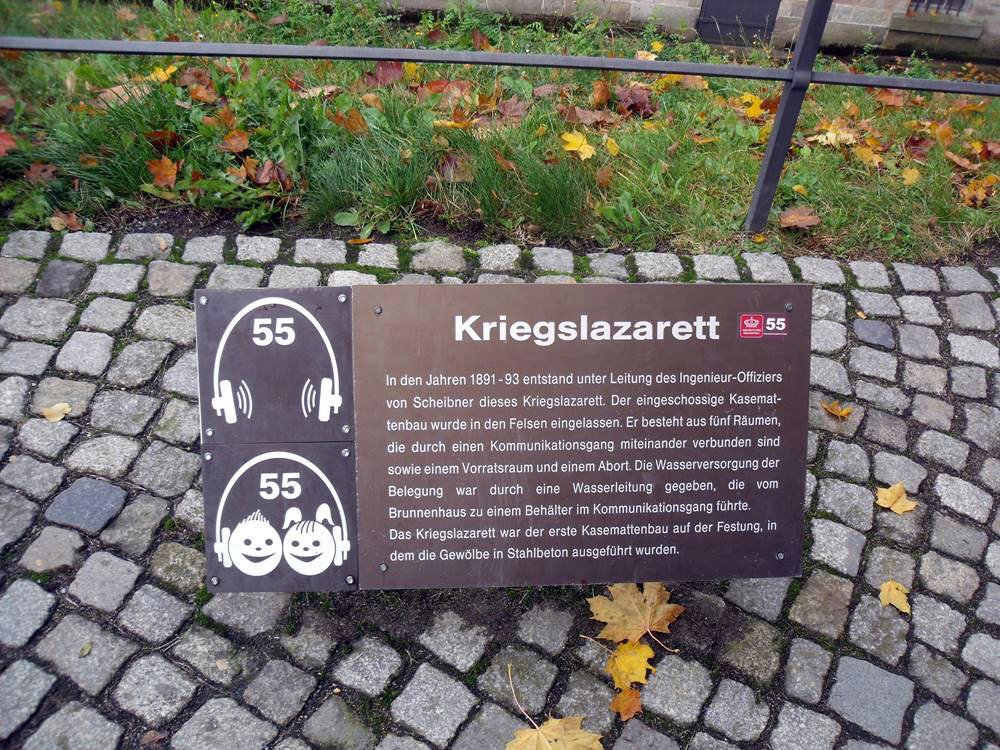 55
55
Kriegslazarett
55
In den Jahren 1891-93 entstand unter Leitung des Ingenieur-Offiziers
von Scheibner dieses Kriegslazarett. Der eingeschossige Kasemat-
tenbau wurde in den Felsen eingelassen. Er besteht aus fünf Räumen,
die durch einen Kommunikationsgang miteinander verbunden sind
sowie einem Vorratsraum und einem Abort. Die Wasserversorgung der
Belegung war durch eine Wasserleitung gegeben, die vom
Brunnenhaus zu einem Behälter im Kommunikationsgang führte.
Das Kriegslazarett war der erste Kasemattenbau auf der Festung, in
dem die Gewölbe in Stahlbeton ausgeführt wurden.